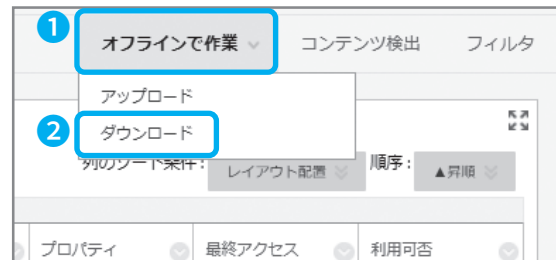 1 オフラインで作業 コンテンツ検出 フィルタ
アップロード
2 ダウンロード
列のソート条件: レイアウト配置 順序: ▲昇順
プロパティ 最終アクセス 利用可否